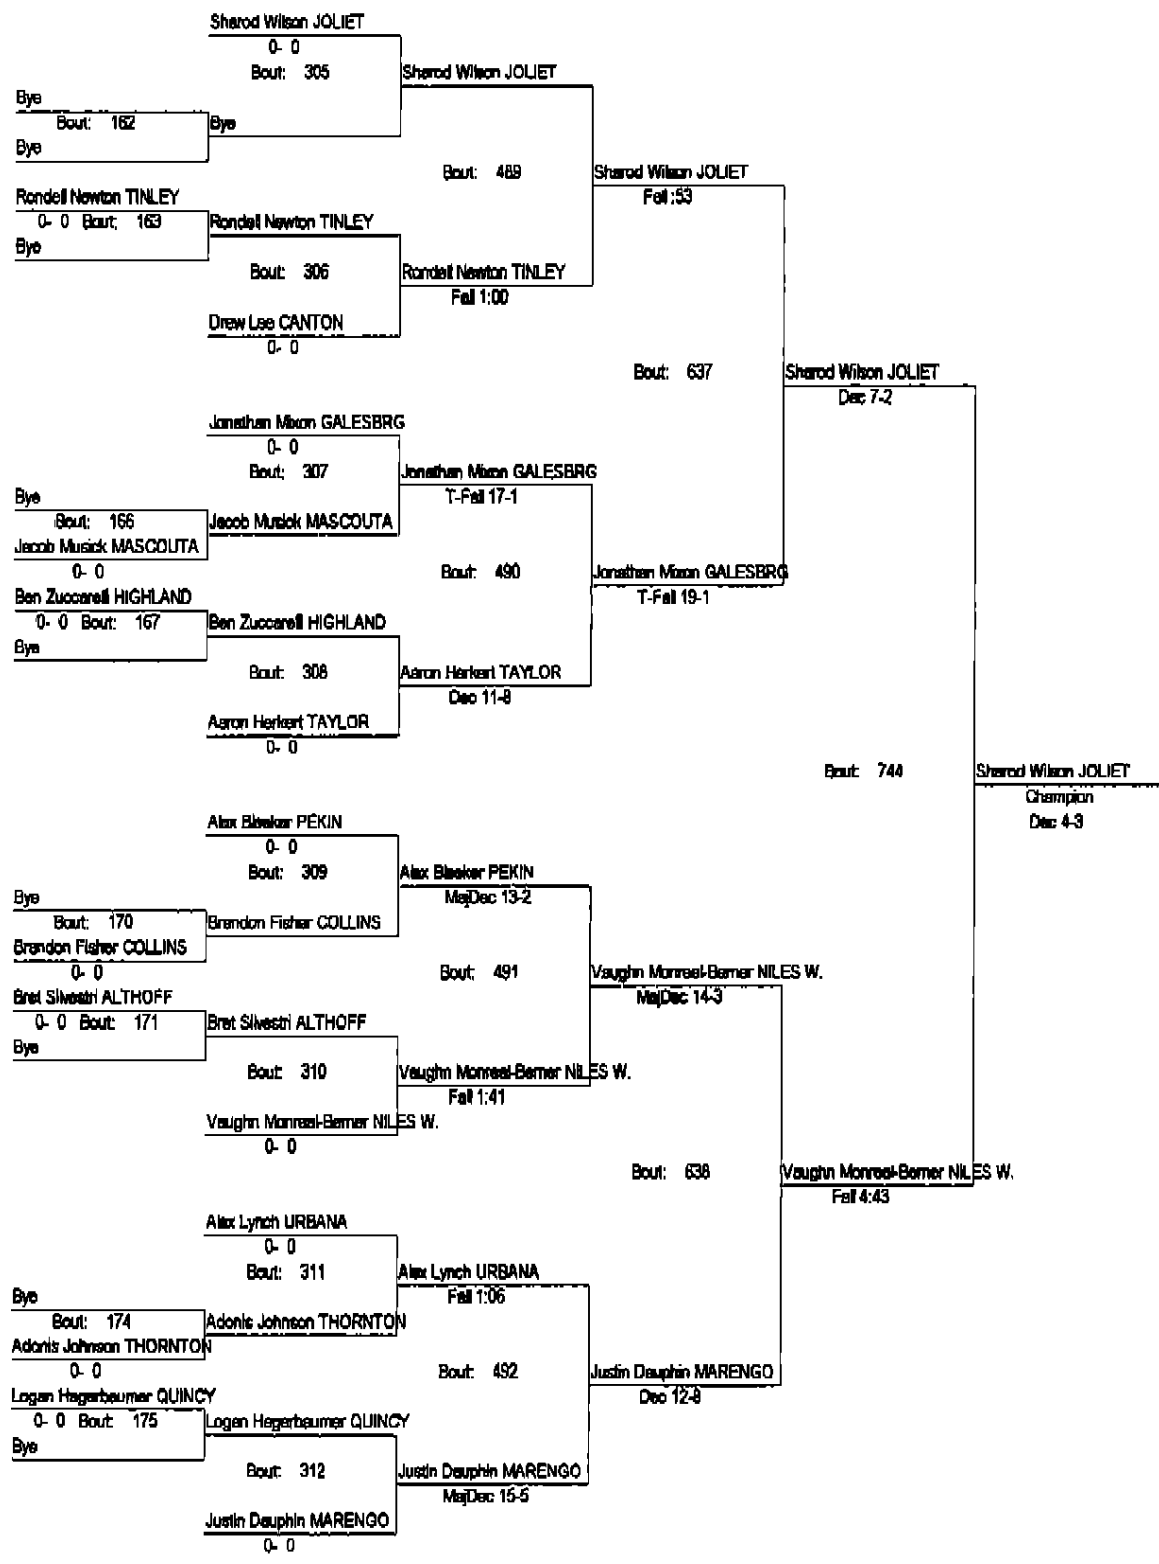 Sharod Wilson JOLIET
0- 0
Bout: 305
Sharod Wilson JOLIET
Bye
Bout: 162
Bye
Bye
Bout: 489
Sharod Wilson JOLIET
Fall :53
Rondell Newton TINLEY
0- 0 Bout: 163
Rondell Newton TINLEY
Bye
Bout: 306
Rondell Newton TINLEY
Fall 1:00
Drew Lee CANTON
0- 0
Bout: 637
Sharod Wilson JOLIET
Dec 7-2
Jonathan Mixon GALESBRG
0- 0
Bout: 307
Jonathan Mixon GALESBRG
T-Fall 17-1
Bye
Bout: 166
Jacob Musick MASCOUTA
Jacob Musick MASCOUTA
0- 0
Bout: 490
Jonathan Mixon GALESBRG
T-Fall 19-1
Ben Zuccarelli HIGHLAND
0- 0 Bout: 167
Ben Zuccarelli HIGHLAND
Bye
Bout: 308
Aaron Herkert TAYLOR
Dec 11-8
Aaron Herkert TAYLOR
0- 0
Bout: 744
Sharod Wilson JOLIET
Champion
Dec 4-3
Alex Bleeker PEKIN
0- 0
Bout: 309
Alex Bleeker PEKIN
MajDec 13-2
Bye
Bout: 170
Brandon Fisher COLLINS
Brandon Fisher COLLINS
0- 0
Bout: 491
Vaughn Monreal-Berner NILES W.
MajDec 14-3
Bret Silvestri ALTHOFF
0- 0 Bout: 171
Bret Silvestri ALTHOFF
Bye
Bout: 310
Vaughn Monreal-Berner NILES W.
Fall 1:41
Vaughn Monreal-Berner NILES W.
0- 0
Bout: 638
Vaughn Monreal-Berner NILES W.
Fall 4:43
Alex Lynch URBANA
0- 0
Bout: 311
Alex Lynch URBANA
Fall 1:06
Bye
Bout: 174
Adonis Johnson THORNTON
Adonis Johnson THORNTON
0- 0
Bout: 492
Justin Dauphin MARENGO
Dec 12-8
Logan Hagerbaumer QUINCY
0- 0 Bout: 175
Logan Hagerbaumer QUINCY
Bye
Bout: 312
Justin Dauphin MARENGO
MajDec 15-5
Justin Dauphin MARENGO
0- 0